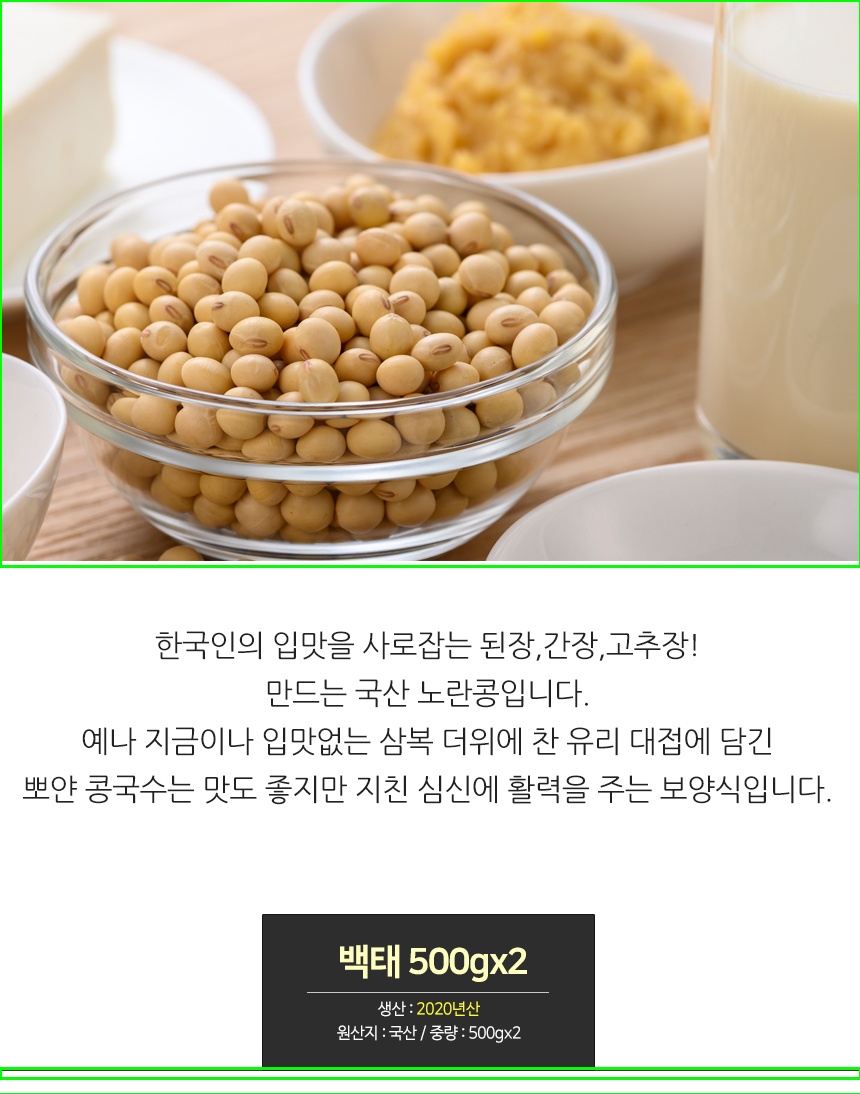 한국인의 입맛을 사로잡는 된장,간장,고추장!
만드는 국산 노란콩입니다.
예나 지금이나 입맛없는 삼복 더위에 찬 유리 대접에 담긴
뽀얀 콩국수는 맛도 좋지만 지친 심신에 활력을 주는 보양식입니다.
백태 500gx2
생산 : 2020년산
원산지 : 국산 / 중량 : 500gx2